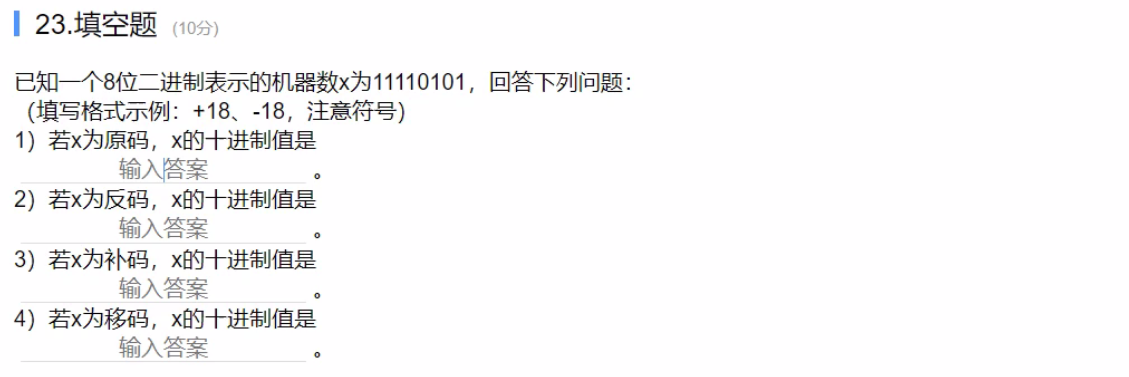 23.填空题 (10分)
已知一个8位二进制表示的机器数x为11110101，回答下列问题：
（填写格式示例：+18、-18，注意符号）
1）若x为原码，x的十进制值是
输入答案 。
2）若x为反码，x的十进制值是
输入答案 。
3）若x为补码，x的十进制值是
输入答案 。
4）若x为移码，x的十进制值是
输入答案 。